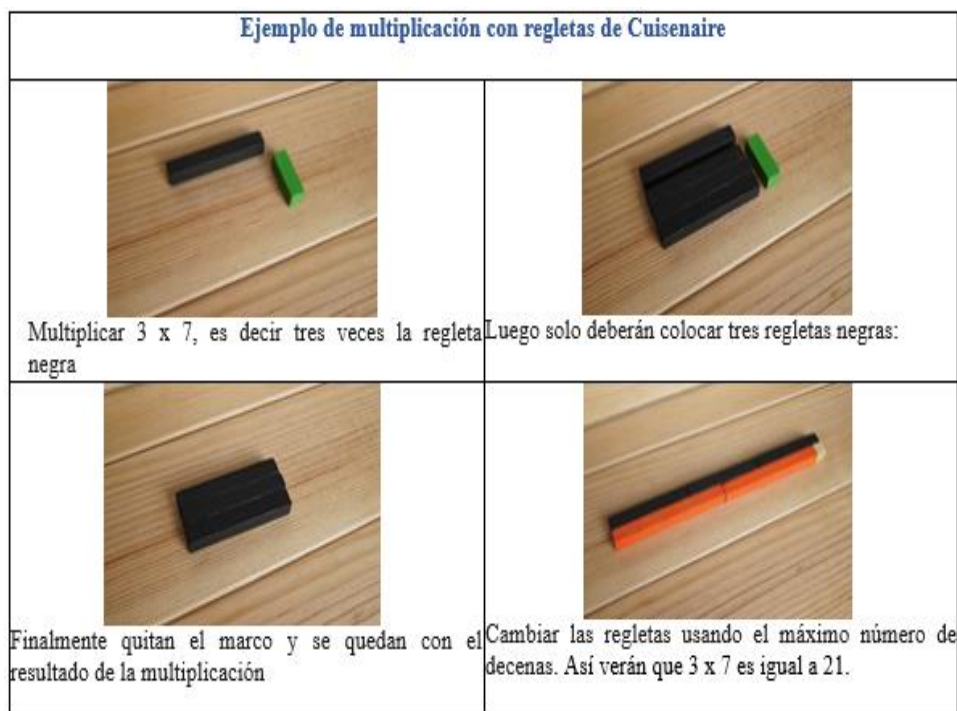 Ejemplo de multiplicación con regletas de Cuisenaire
Multiplicar 3 x 7, es decir tres veces la regleta
negra
Luego solo deberán colocar tres regletas negras:
Finalmente quitan el marco y se quedan con el
resultado de la multiplicación
Cambiar las regletas usando el máximo número de
decenas. Así verán que 3 x 7 es igual a 21.